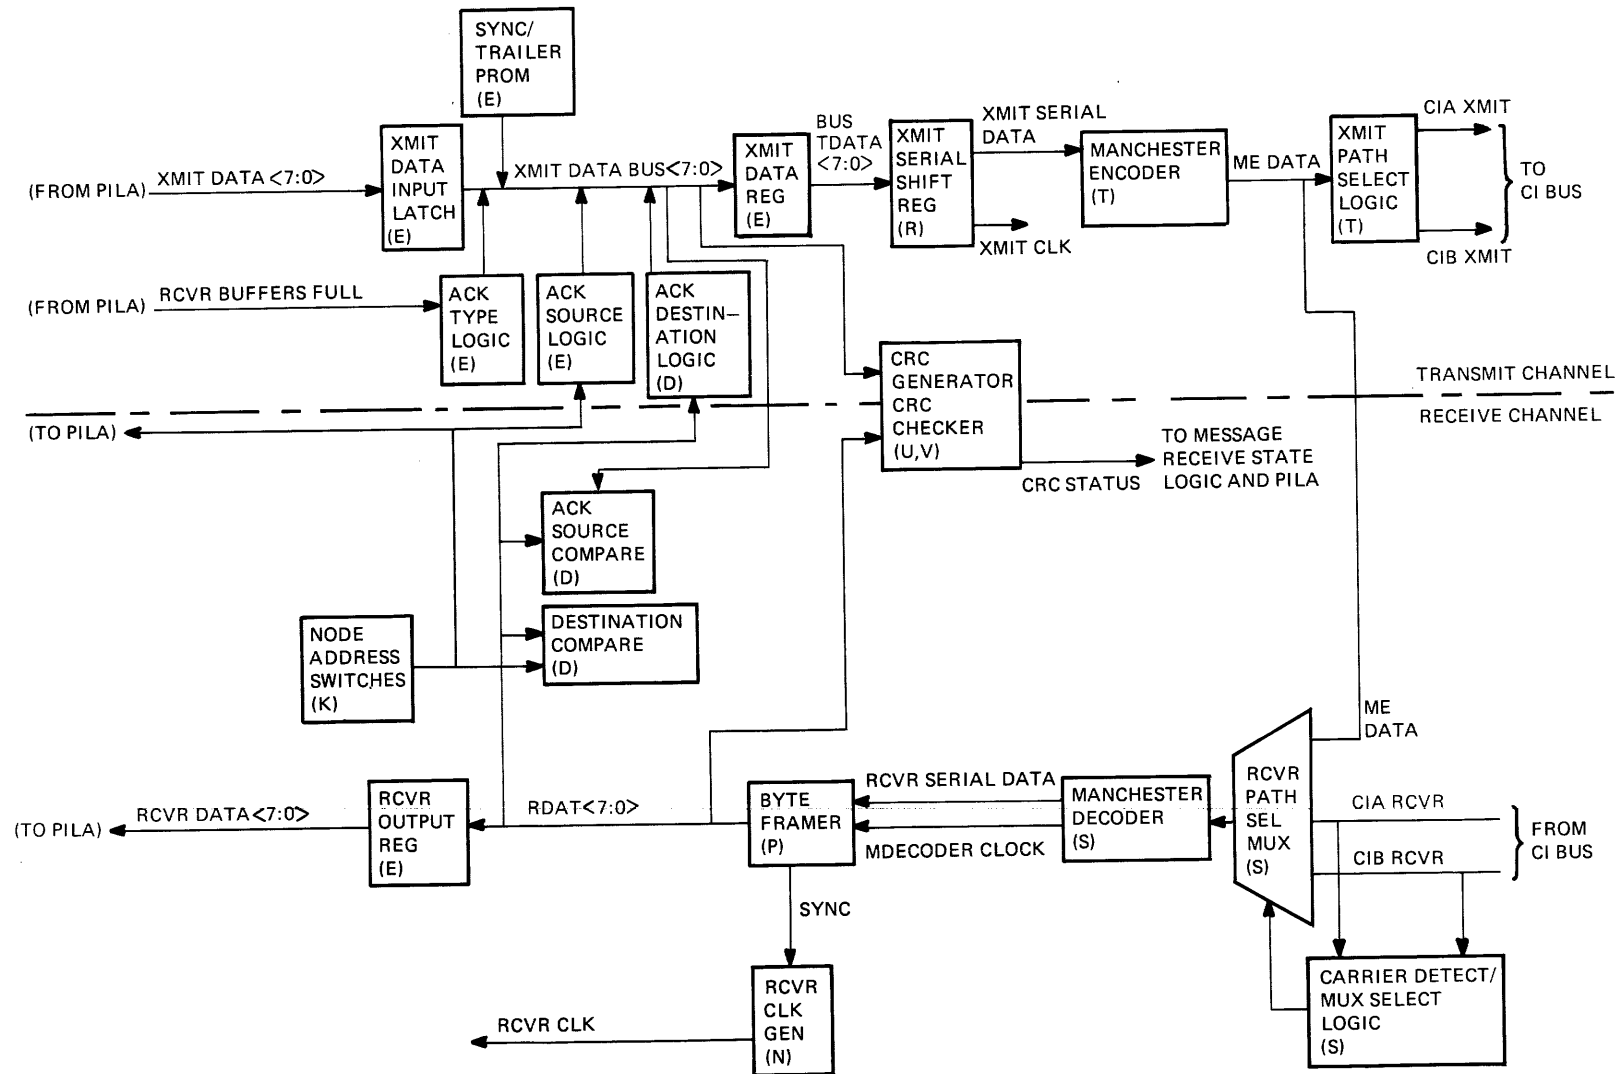 SYNC/
TRAILER
PROM
(E)
XMIT
DATA
INPUT
LATCH
(E)
(FROM PILA)
XMIT DATA <7:0>
XMIT DATA BUS<7:0>
XMIT
DATA
REG
(E)
BUS
TDATA
<7:0>
XMIT
SERIAL
SHIFT
REG
(R)
XMIT SERIAL
DATA
XMIT CLK
MANCHESTER
ENCODER
(T)
ME DATA
XMIT
PATH
SELECT
LOGIC
(T)
CIA XMIT
CIB XMIT
TO
CI BUS
(FROM PILA)
RCVR BUFFERS FULL
ACK
TYPE
LOGIC
(E)
ACK
SOURCE
LOGIC
(E)
ACK
DESTIN—
ATION
LOGIC
(D)
CRC
GENERATOR
CRC
CHECKER
(U,V)
TRANSMIT CHANNEL
RECEIVE CHANNEL
(TO PILA)
CRC STATUS
TO MESSAGE
RECEIVE STATE
LOGIC AND PILA
ACK
SOURCE
COMPARE
(D)
DESTINATION
COMPARE
(D)
NODE
ADDRESS
SWITCHES
(K)
ME
DATA
(TO PILA)
RCVR DATA<7:0>
RCVR
OUTPUT
REG
(E)
RDAT<7:0>
BYTE
FRAMER
(P)
RCVR SERIAL DATA
MDECODER CLOCK
MANCHESTER
DECODER
(S)
RCVR
PATH
SEL
MUX
(S)
CIA RCVR
CIB RCVR
FROM
CI BUS
SYNC
RCVR CLK
RCVR
CLK
GEN
(N)
CARRIER DETECT/
MUX SELECT
LOGIC
(S)